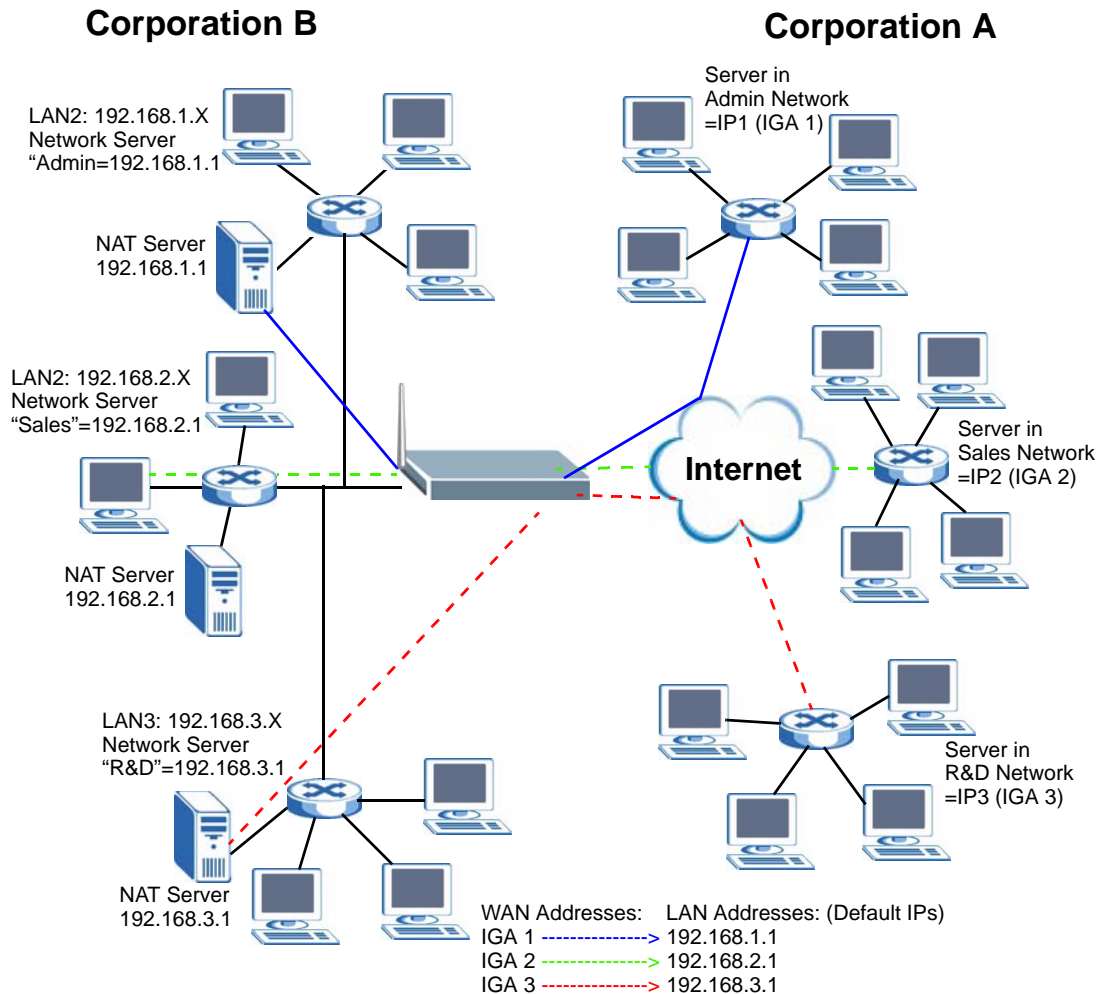 Corporation B
Corporation A
LAN2: 192.168.1.X
Network Server
“Admin=192.168.1.1
Server in
Admin Network
=IP1 (IGA 1)
NAT Server
192.168.1.1
LAN2: 192.168.2.X
Network Server
“Sales”=192.168.2.1
Internet
Server in
Sales Network
=IP2 (IGA 2)
NAT Server
192.168.2.1
LAN3: 192.168.3.X
Network Server
“R&D”=192.168.3.1
Server in
R&D Network
=IP3 (IGA 3)
NAT Server
192.168.3.1
WAN Addresses: LAN Addresses: (Default IPs)
IGA 1 ---------------> 192.168.1.1
IGA 2 ---------------> 192.168.2.1
IGA 3 ---------------> 192.168.3.1